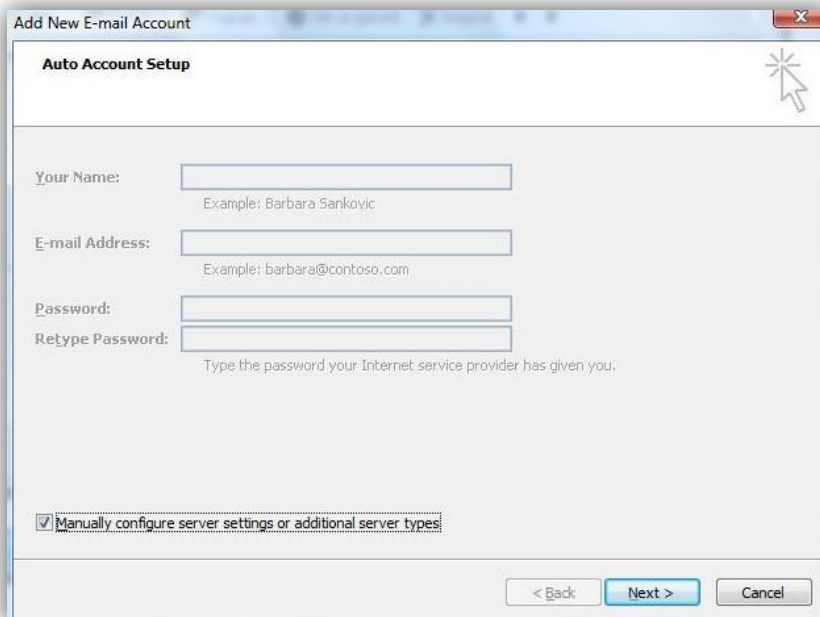 Add New E-mail Account
Auto Account Setup
Your Name:
Example: Barbara Sankovic
E-mail Address:
Example: barbara@contoso.com
Password:
Retype Password:
Type the password your Internet service provider has given you.
Manually configure server settings or additional server types
< Back Next > Cancel